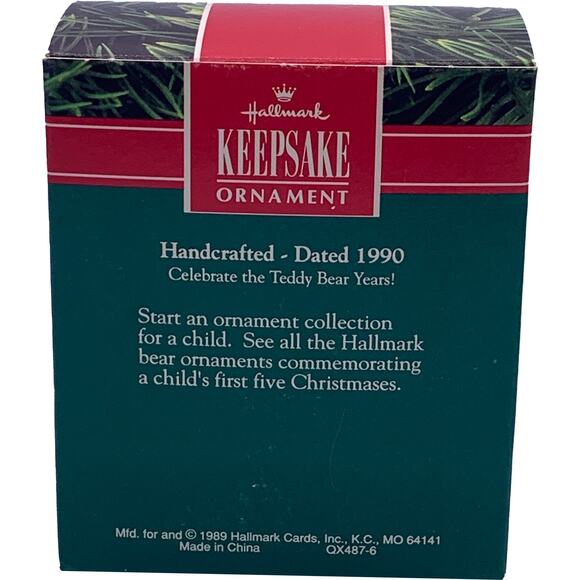 Hallmark
KEEPSAKE
ORNAMENT
Handcrafted - Dated 1990
Celebrate the Teddy Bear Years!
Start an ornament collection
for a child. See all the Hallmark
bear ornaments commemorating
a child's first five Christmases.
Mfd. for and © 1989 Hallmark Cards, Inc., K.C., MO 64141
Made in China QX487-6